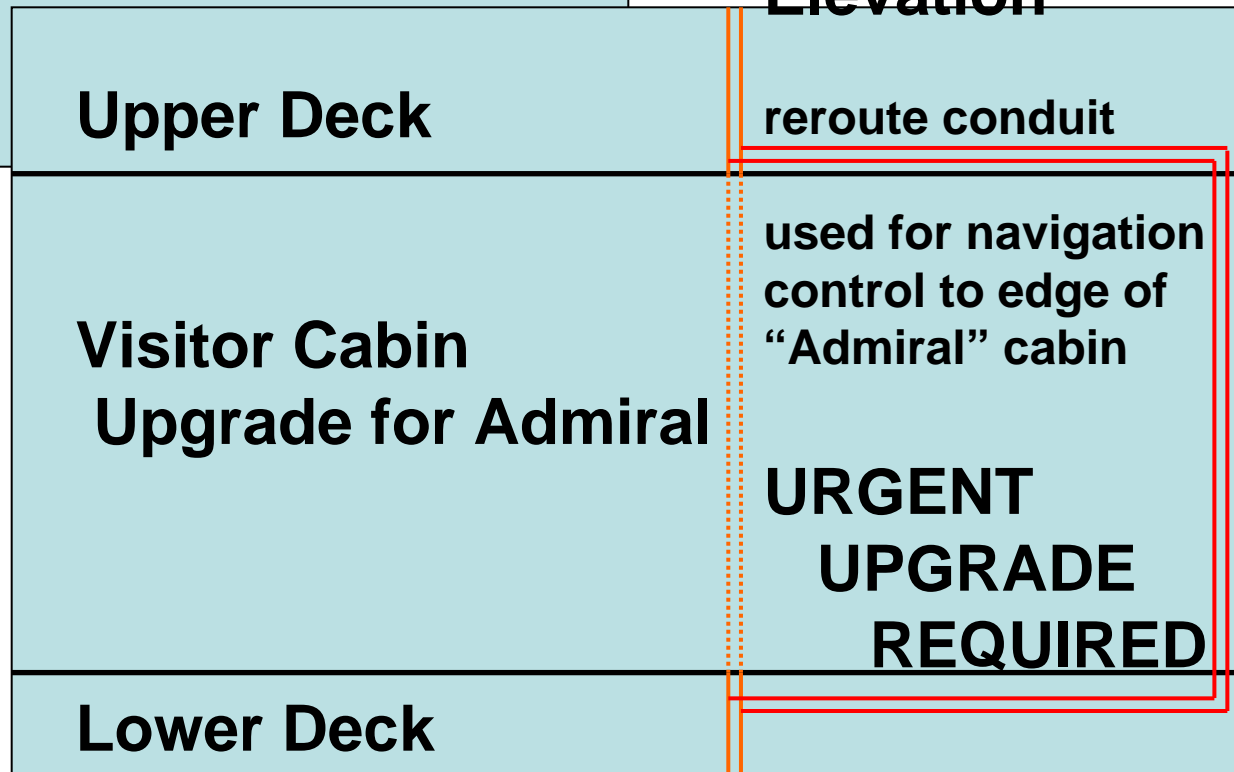 Elevation
Upper Deck
reroute conduit
used for navigation
control to edge of
“Admiral” cabin
Visitor Cabin
Upgrade for Admiral
URGENT
UPGRADE
REQUIRED
Lower Deck